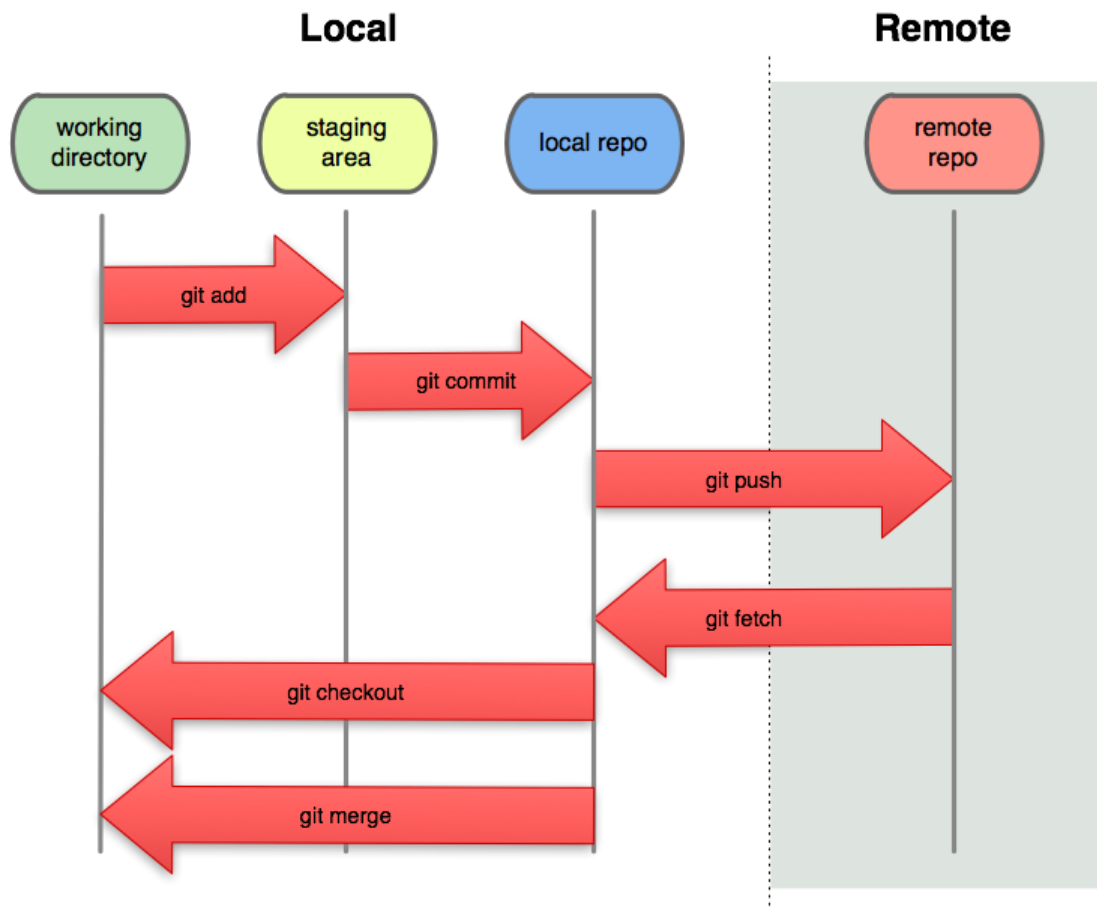 Local
Remote
working
directory
staging
area
local repo
remote
repo
git add
git commit
git push
git fetch
git checkout
git merge